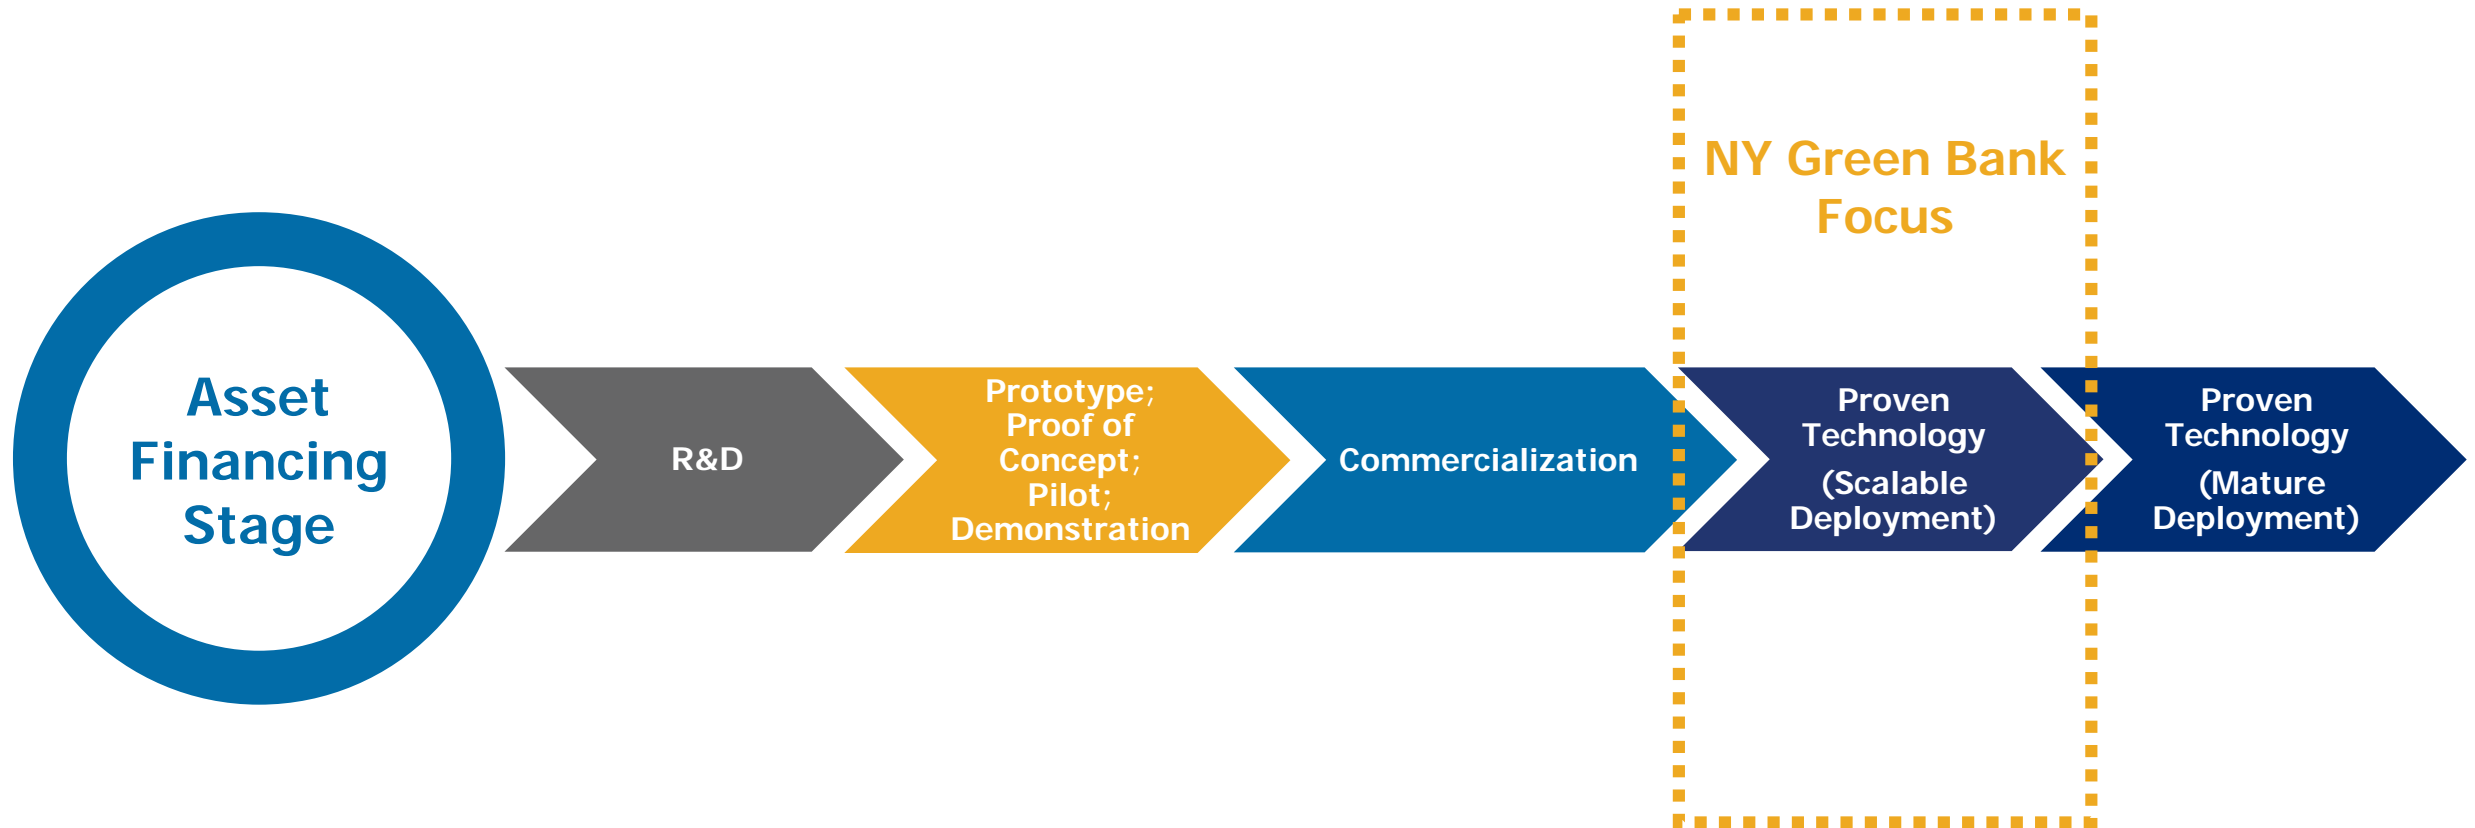 NY Green Bank
Focus
Asset
Financing
Stage
R&D
Prototype;
Proof of
Concept;
Pilot;
Demonstration
Commercialization
Proven
Technology
(Scalable
Deployment)
Proven
Technology
(Mature
Deployment)